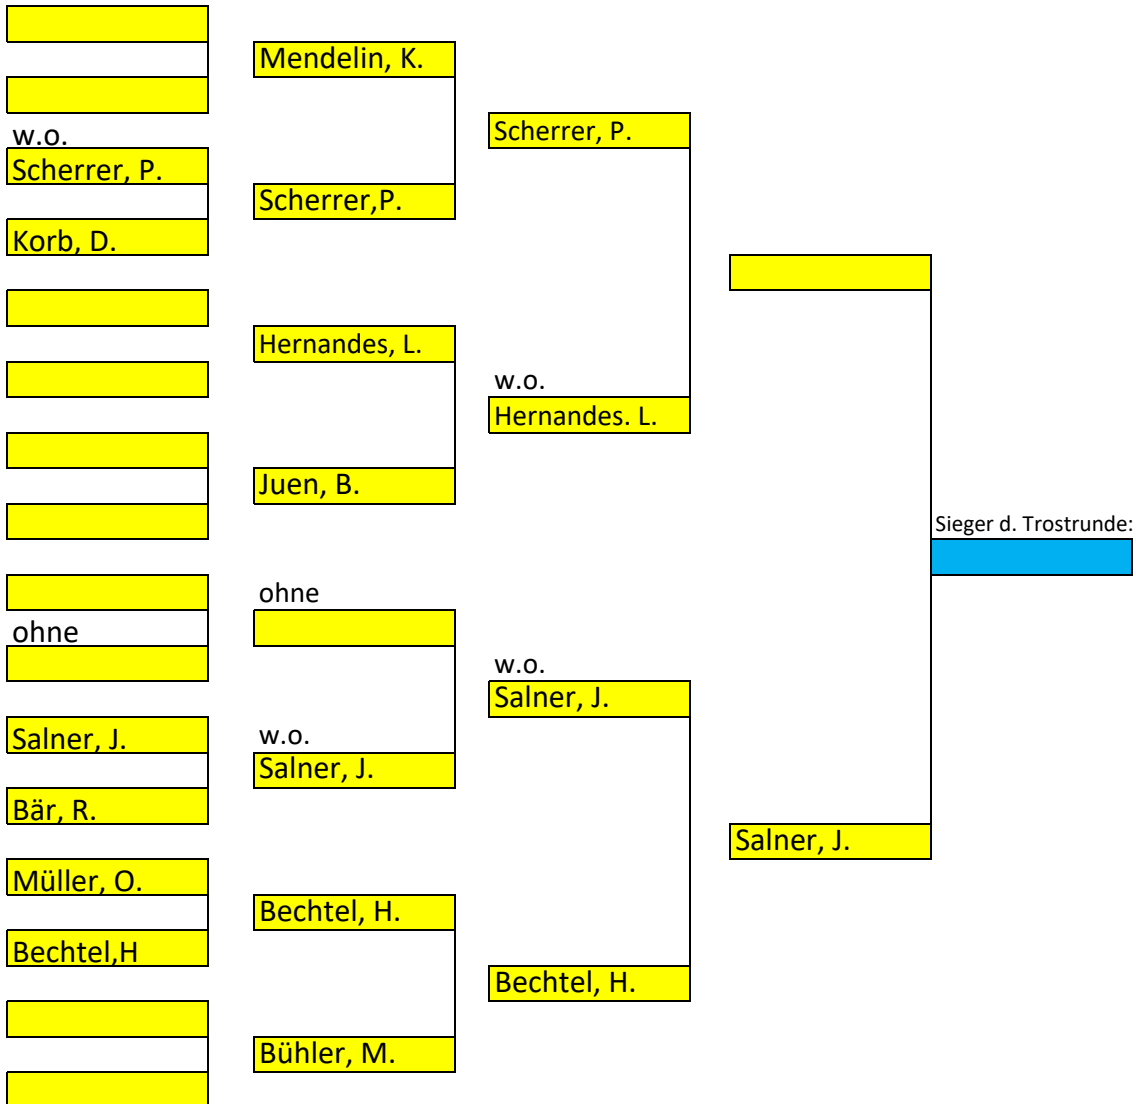 w.o.
Scherrer, P.
Korb, D.
ohne
Salner, J.
Bär, R.
Müller, O.
Bechtel,H
Mendelin, K.
Scherrer,P.
Hernandes, L.
Juen, B.
ohne
w.o.
Salner, J.
Bechtel, H.
Bühler, M.
Scherrer, P.
w.o.
Hernandes. L.
w.o.
Salner, J.
Bechtel, H.
Salner, J.
Sieger d. Trostrunde: